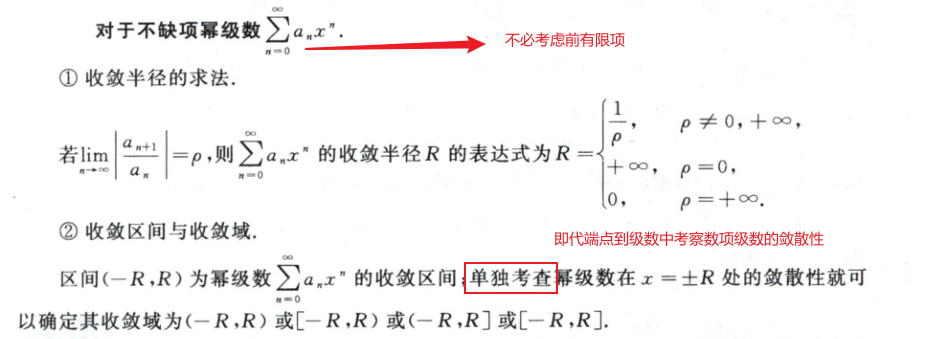 对于不缺项幂级数 $\sum_{n=0}^{\infty} a_n x^n$. 不必考虑前有限项
① 收敛半径的求法.
若 $\lim_{n\to\infty} \left|\frac{a_{n+1}}{a_n}\right| = \rho$,则 $\sum_{n=0}^{\infty} a_n x^n$ 的收敛半径 R 的表达式为 $R = \begin{cases} \frac{1}{\rho}, & \rho \neq 0, +\infty, \\ +\infty, & \rho = 0, \\ 0, & \rho = +\infty. \end{cases}$
② 收敛区间与收敛域.
即代端点到级数中考察数项级数的敛散性
区间(-R,R)为幂级数 $\sum_{n=0}^{\infty} a_n x^n$ 的收敛区间;单独考查幂级数在 x = ±R 处的敛散性就可
以确定其收敛域为(-R,R)或[-R,R)或(-R,R]或[-R,R].